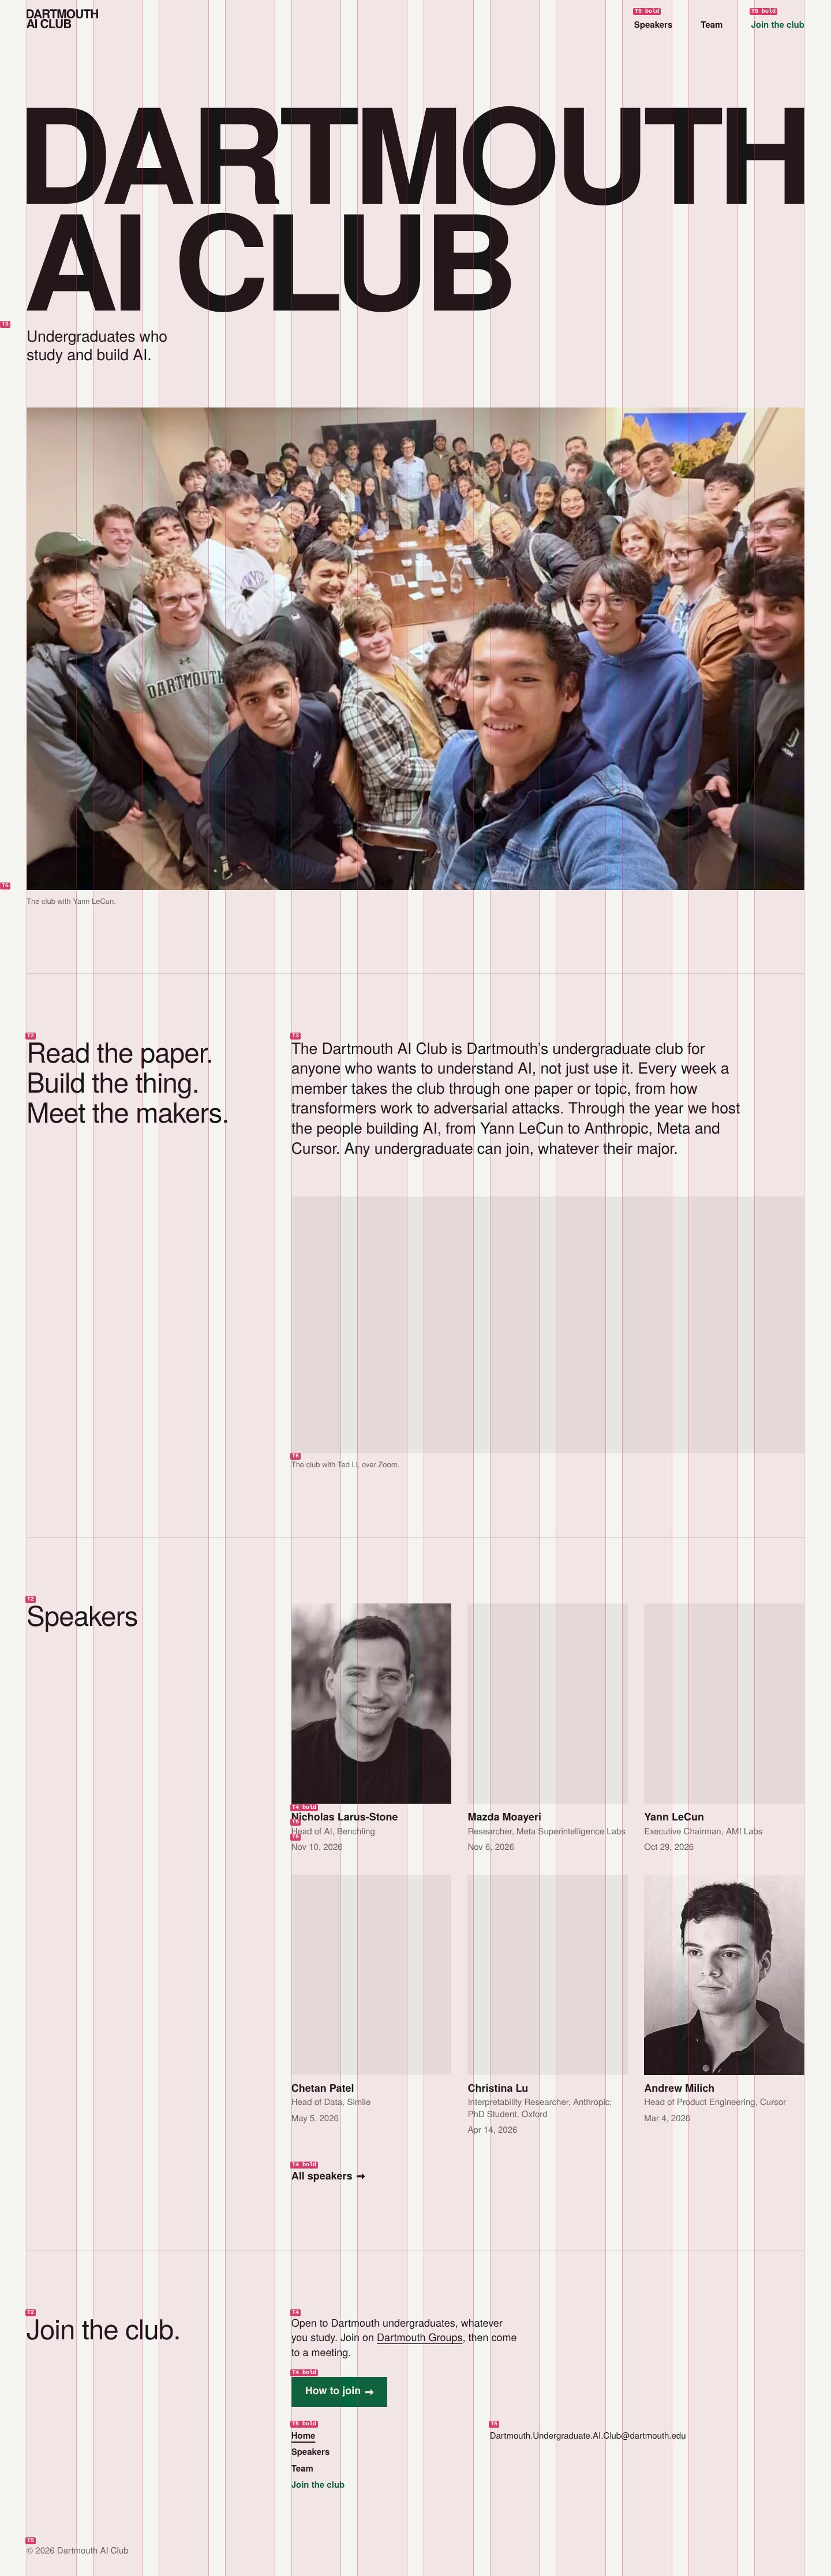 DARTMOUTH
AI CLUB
T5 bold
T5 bold
Speakers
Team
Join the club
DARTMOUTH
AI CLUB
T3
Undergraduates who
study and build AI.
DARTMOUTH
T6
The club with Yann LeCun.
T2
Read the paper.
Build the thing.
Meet the makers.
T3
The Dartmouth AI Club is Dartmouth’s undergraduate club for
anyone who wants to understand AI, not just use it. Every week a
member takes the club through one paper or topic, from how
transformers work to adversarial attacks. Through the year we host
the people building AI, from Yann LeCun to Anthropic, Meta and
Cursor. Any undergraduate can join, whatever their major.
T6
The club with Ted Li, over Zoom.
T2
Speakers
T4 bold
Nicholas Larus-Stone
T5
Head of AI, Benchling
T5
Nov 10, 2026
Mazda Moayeri
Researcher, Meta Superintelligence Labs
Nov 6, 2026
Yann LeCun
Executive Chairman, AMI Labs
Oct 29, 2026
Chetan Patel
Head of Data, Simile
May 5, 2026
Christina Lu
Interpretability Researcher, Anthropic;
PhD Student, Oxford
Apr 14, 2026
Andrew Milich
Head of Product Engineering, Cursor
Mar 4, 2026
T4 bold
All speakers →
T2
Join the club.
T4
Open to Dartmouth undergraduates, whatever
you study. Join on Dartmouth Groups, then come
to a meeting.
T4 bold
How to join →
T5 bold
Home
Speakers
Team
Join the club
T5
Dartmouth.Undergraduate.AI.Club@dartmouth.edu
T5
© 2026 Dartmouth AI Club